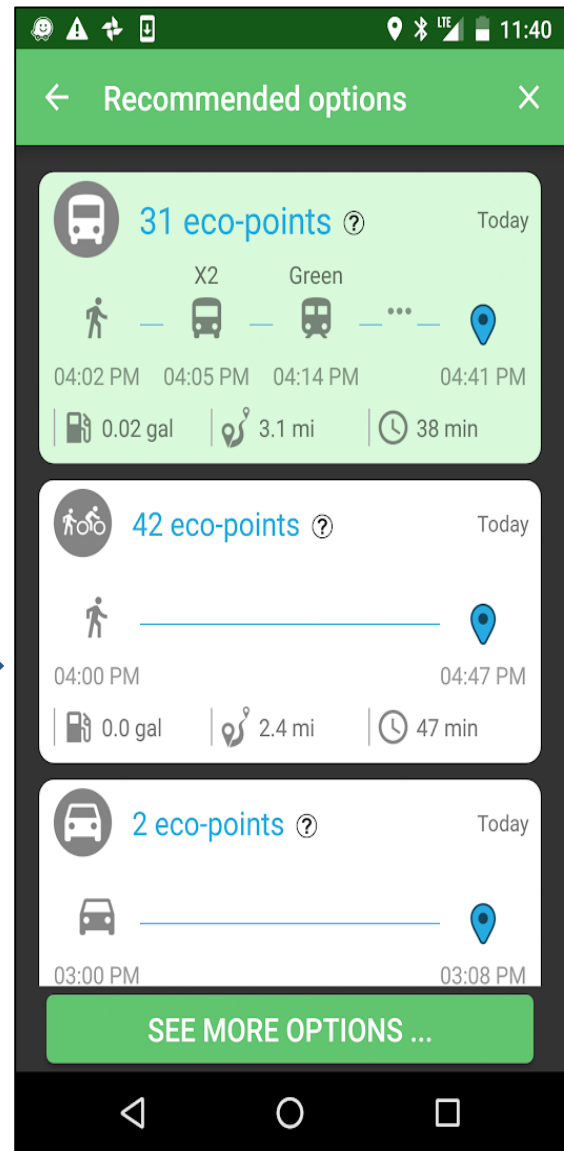 LTE 11:40
Recommended options
31 eco-points ? Today
X2 Green
04:02 PM 04:05 PM 04:14 PM 04:41 PM
0.02 gal 3.1 mi 38 min
42 eco-points ? Today
04:00 PM 04:47 PM
0.0 gal 2.4 mi 47 min
2 eco-points ? Today
03:00 PM 03:08 PM
SEE MORE OPTIONS ...